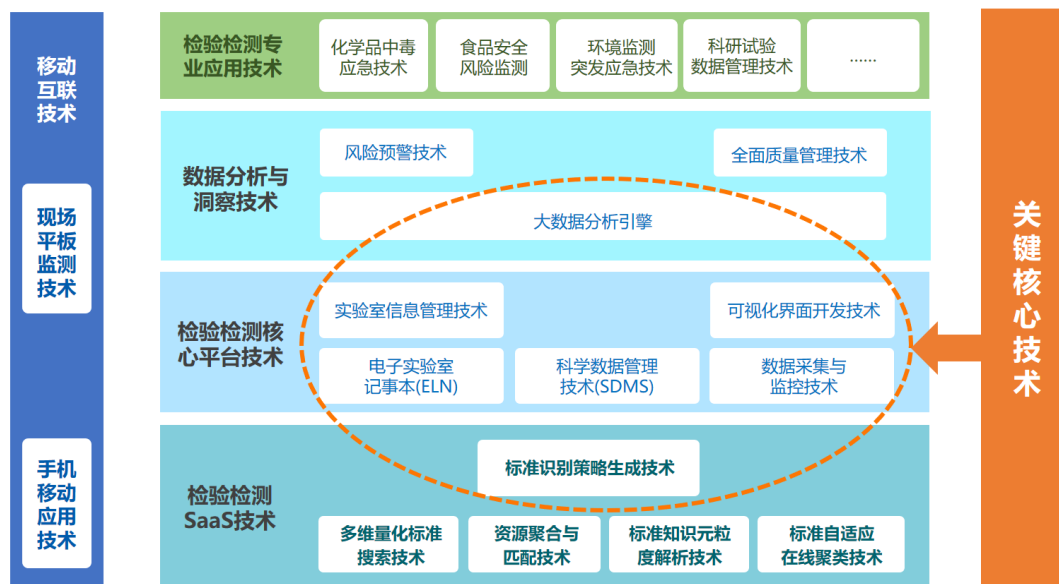 移动
互联
技术
现场
平板
监测
技术
手机
移动
应用
技术
检验检测专
业应用技术
化学品中毒
应急技术
食品安全
风险监测
环境监测
突发应急技术
科研试验
数据管理技术
......
数据分析与
洞察技术
风险预警技术
全面质量管理技术
大数据分析引擎
检验检测核
心平台技术
实验室信息管理技术
可视化界面开发技术
电子实验室
记事本(ELN)
科学数据管理
技术(SDMS)
数据采集与
监控技术
检验检测
SaaS技术
标准识别策略生成技术
多维量化标准
搜索技术
资源聚合与
匹配技术
标准知识元粒
度解析技术
标准自适应
在线聚类技术
关
键
核
心
技
术